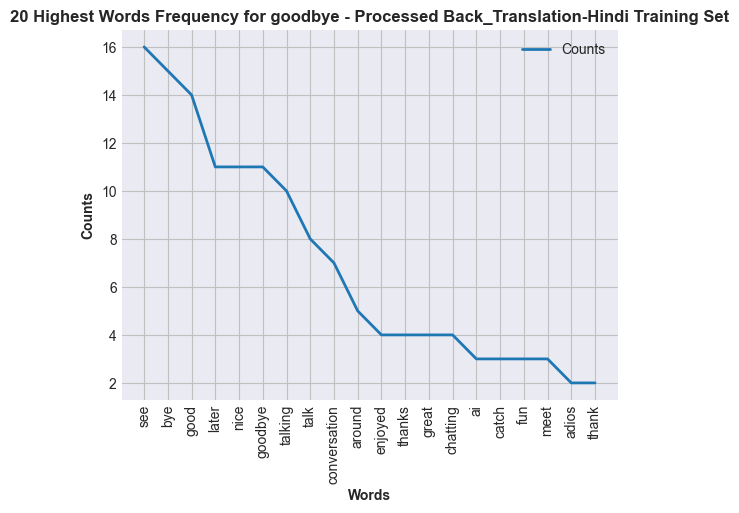 20 Highest Words Frequency for goodbye - Processed Back_Translation-Hindi Training Set
Counts
Counts
16
14
12
10
8
6
4
2
see
bye
good
later
nice
goodbye
talking
talk
conversation
around
enjoyed
thanks
great
chatting
ai
catch
fun
meet
adios
thank
Words